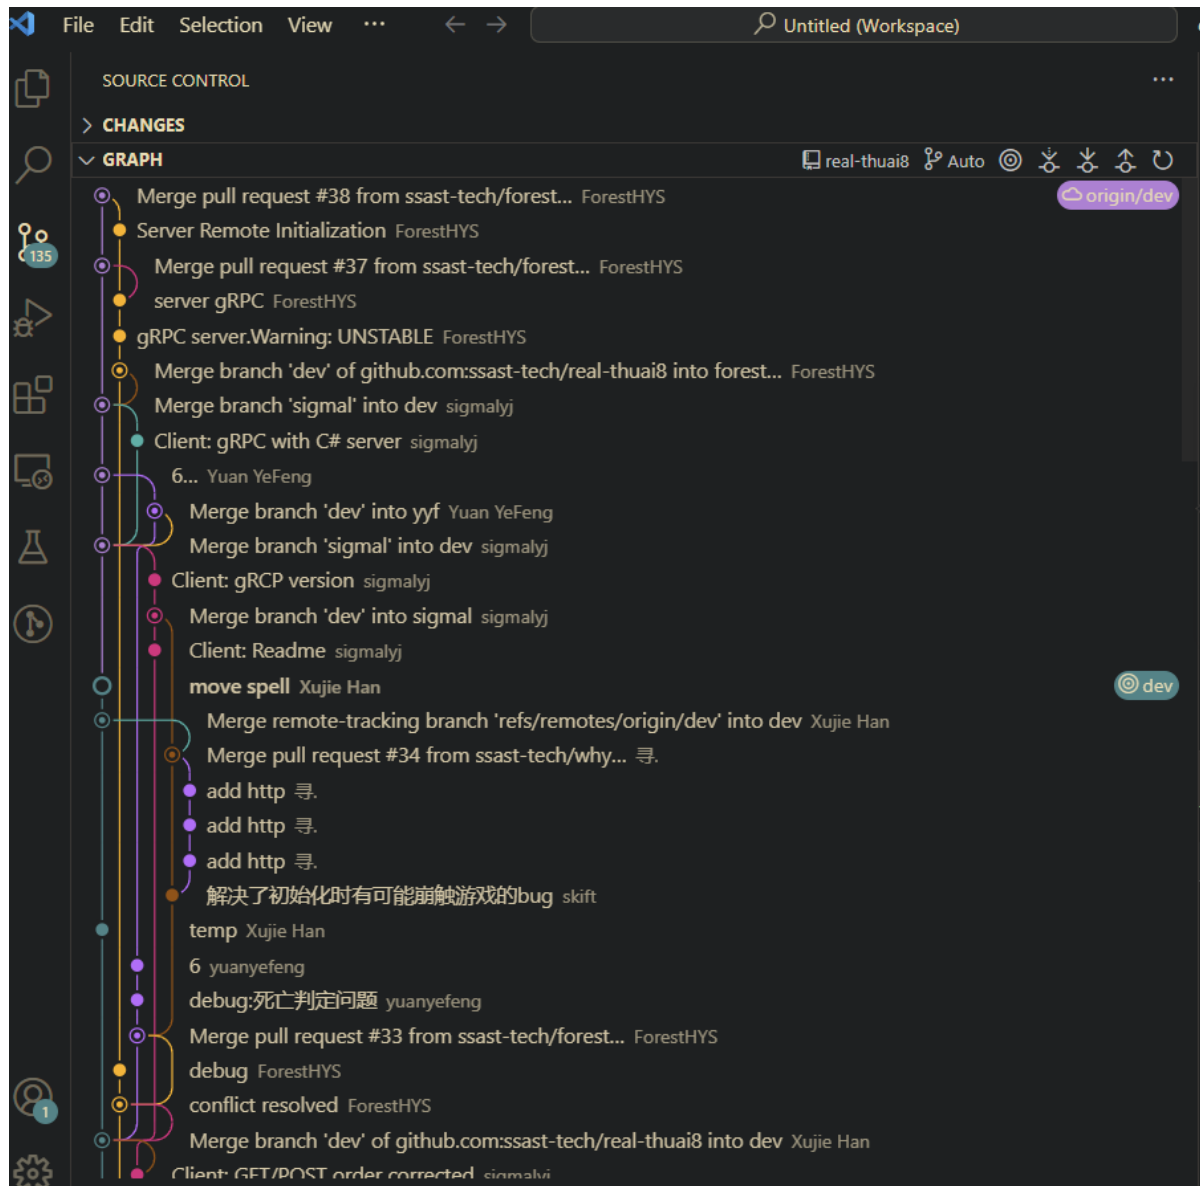 File Edit Selection View ··· ← → Untitled (Workspace)
SOURCE CONTROL ···
CHANGES
GRAPH real-thuai8 Auto
Merge pull request #38 from ssast-tech/forest... ForestHYS origin/dev
Server Remote Initialization ForestHYS
Merge pull request #37 from ssast-tech/forest... ForestHYS
server gRPC ForestHYS
135
gRPC server.Warning: UNSTABLE ForestHYS
Merge branch 'dev' of github.com:ssast-tech/real-thuai8 into forest... ForestHYS
Merge branch 'sigmal' into dev sigmalyj
Client: gRPC with C# server sigmalyj
6... Yuan YeFeng
Merge branch 'dev' into yyf Yuan YeFeng
Merge branch 'sigmal' into dev sigmalyj
Client: gRCP version sigmalyj
Merge branch 'dev' into sigmal sigmalyj
Client: Readme sigmalyj
move spell Xujie Han dev
Merge remote-tracking branch 'refs/remotes/origin/dev' into dev Xujie Han
Merge pull request #34 from ssast-tech/why... 寻.
add http 寻.
add http 寻.
add http 寻.
解决了初始化时有可能崩触游戏的bug skift
temp Xujie Han
6 yuanyefeng
debug:死亡判定问题 yuanyefeng
Merge pull request #33 from ssast-tech/forest... ForestHYS
debug ForestHYS
conflict resolved ForestHYS
1
Merge branch 'dev' of github.com:ssast-tech/real-thuai8 into dev Xujie Han
Client: GET/POST order corrected sigmalyj